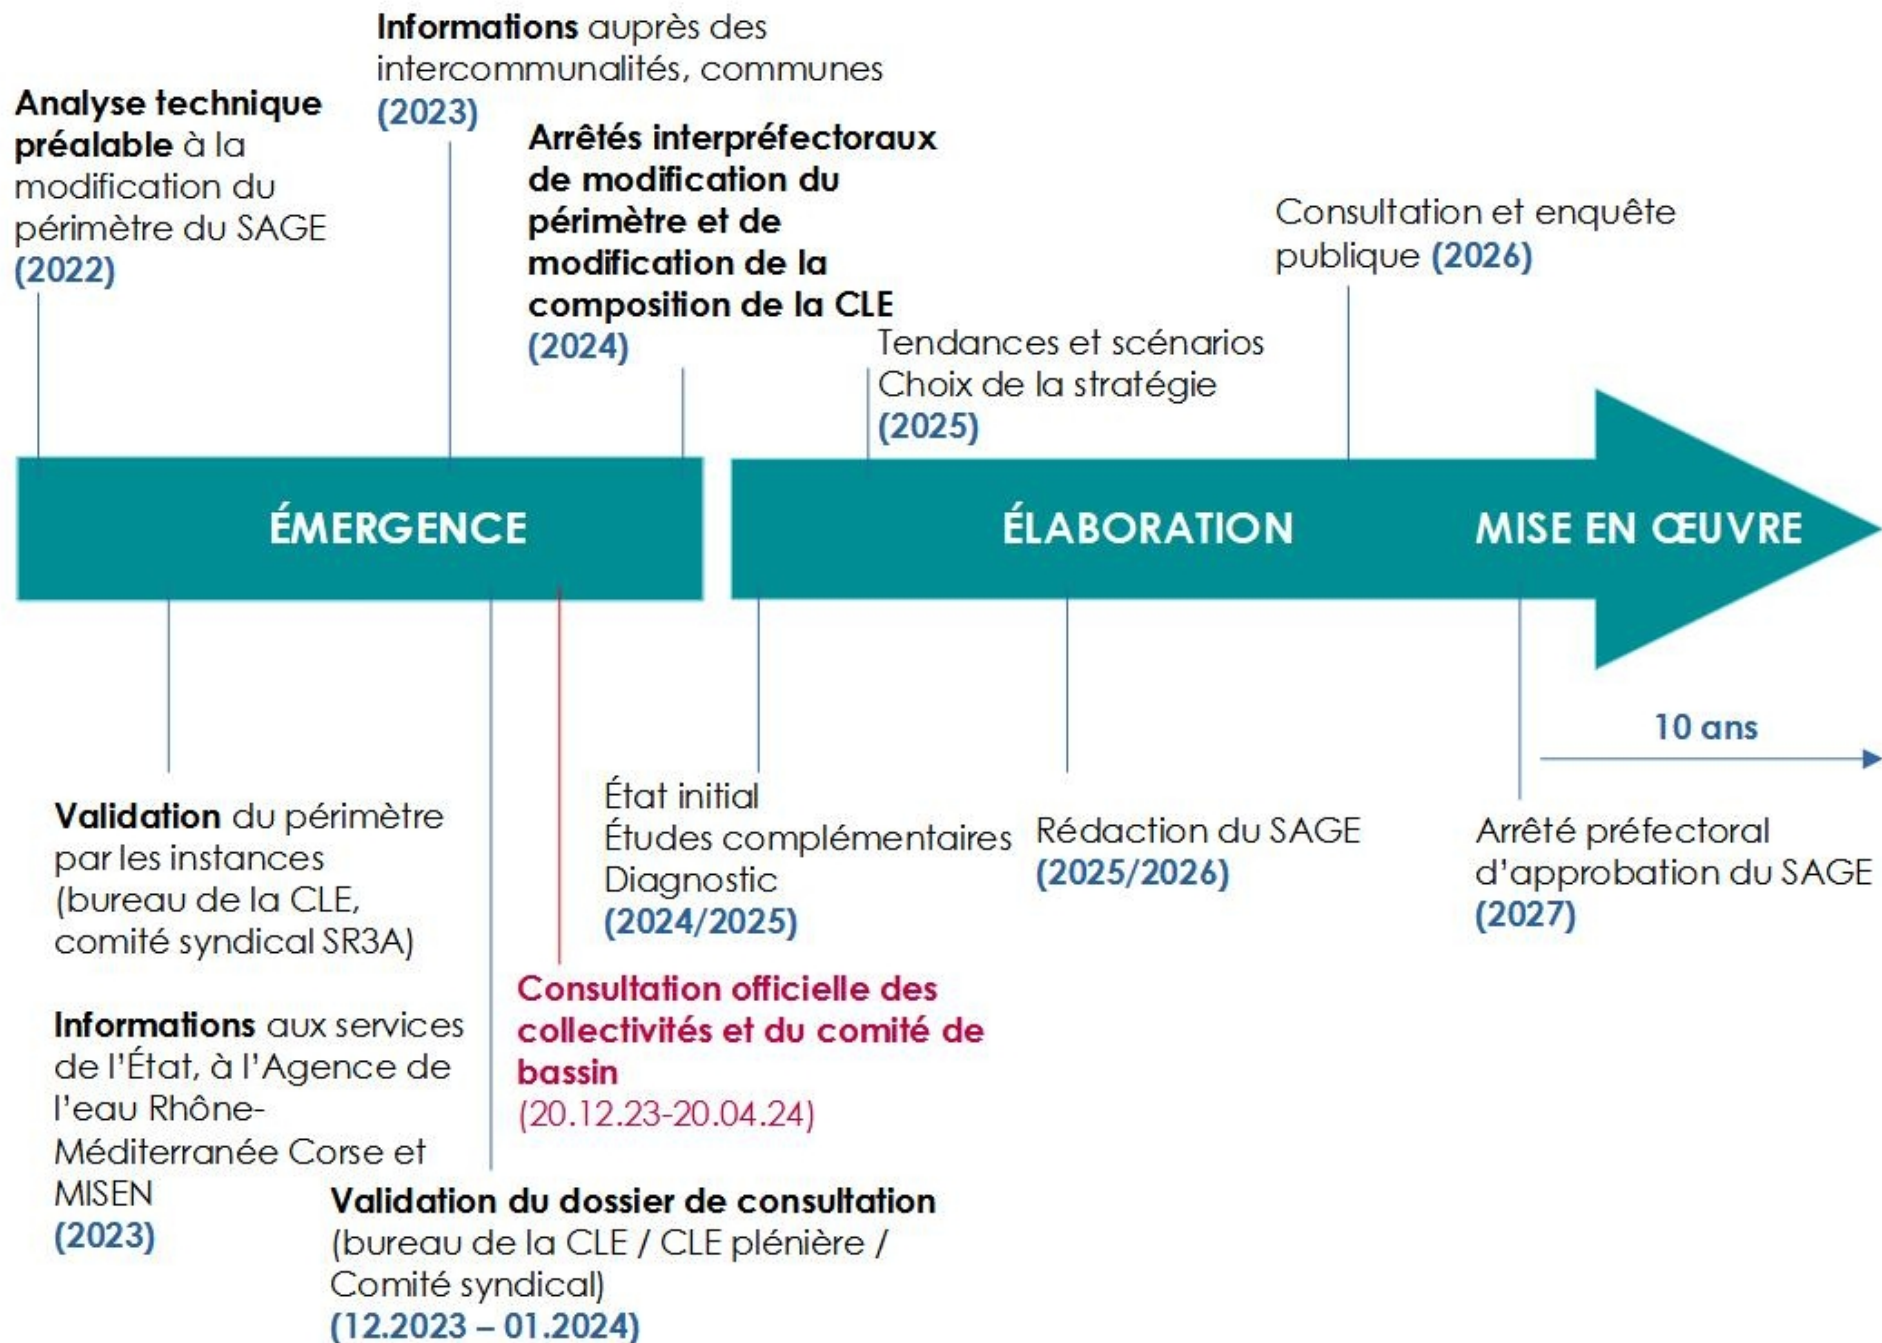 Informations auprès des
intercommunalités, communes
(2023)
Analyse technique
préalable à la
modification du
périmètre du SAGE
(2022)
Arrêtés interpréfectoraux
de modification du
périmètre et de
modification de la
composition de la CLE
(2024)
Tendances et scénarios
Choix de la stratégie
(2025)
Consultation et enquête
publique (2026)
ÉMERGENCE
ÉLABORATION
MISE EN ŒUVRE
10 ans
Validation du périmètre
par les instances
(bureau de la CLE,
comité syndical SR3A)
Informations aux services
de l'État, à l'Agence de
l'eau Rhône-
Méditerranée Corse et
MISEN
(2023)
Validation du dossier de consultation
(bureau de la CLE / CLE plénière /
Comité syndical)
(12.2023 – 01.2024)
Consultation officielle des
collectivités et du comité de
bassin
(20.12.23-20.04.24)
État initial
Études complémentaires
Diagnostic
(2024/2025)
Rédaction du SAGE
(2025/2026)
Arrêté préfectoral
d'approbation du SAGE
(2027)